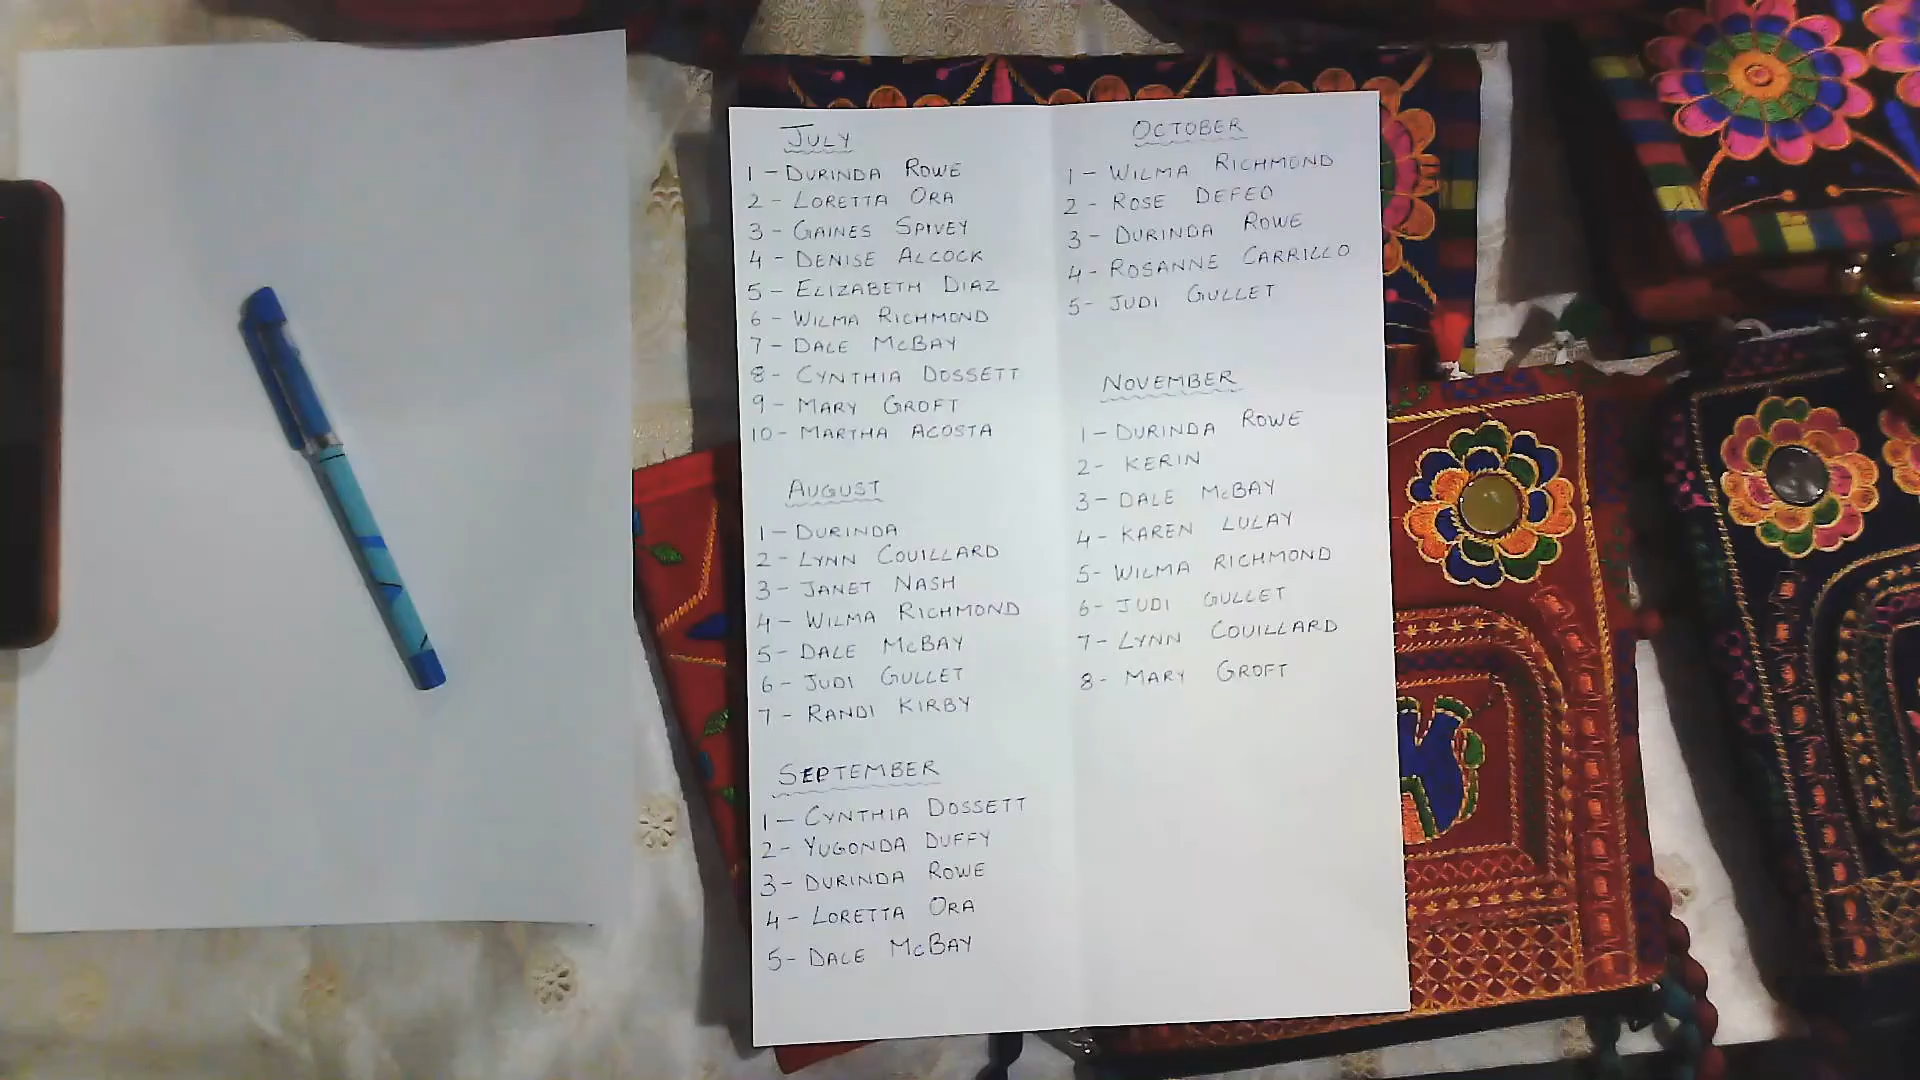 JULY
1 - DURINDA ROWE
2 - LORETTA ORA
3 - GAINES SPIVEY
4 - DENISE ALCOCK
5 - ELIZABETH DIAZ
6 - WILMA RICHMOND
7 - DALE McBAY
8 - CYNTHIA DOSSETT
9 - MARY GROFT
10 - MARTHA ACOSTA
AUGUST
1 - DURINDA
2 - LYNN COUILLARD
3 - JANET NASH
4 - WILMA RICHMOND
5 - DALE McBAY
6 - JUDI GULLET
7 - RANDI KIRBY
SEPTEMBER
1 - CYNTHIA DOSSETT
2 - YUGONDA DUFFY
3 - DURINDA ROWE
4 - LORETTA ORA
5 - DALE McBAY
OCTOBER
1 - WILMA RICHMOND
2 - ROSE DEFEO
3 - DURINDA ROWE
4 - ROSANNE CARRILLO
5 - JUDI GULLET
NOVEMBER
1 - DURINDA ROWE
2 - KERIN
3 - DALE McBAY
4 - KAREN LULAY
5 - WILMA RICHMOND
6 - JUDI GULLET
7 - LYNN COUILLARD
8 - MARY GROFT